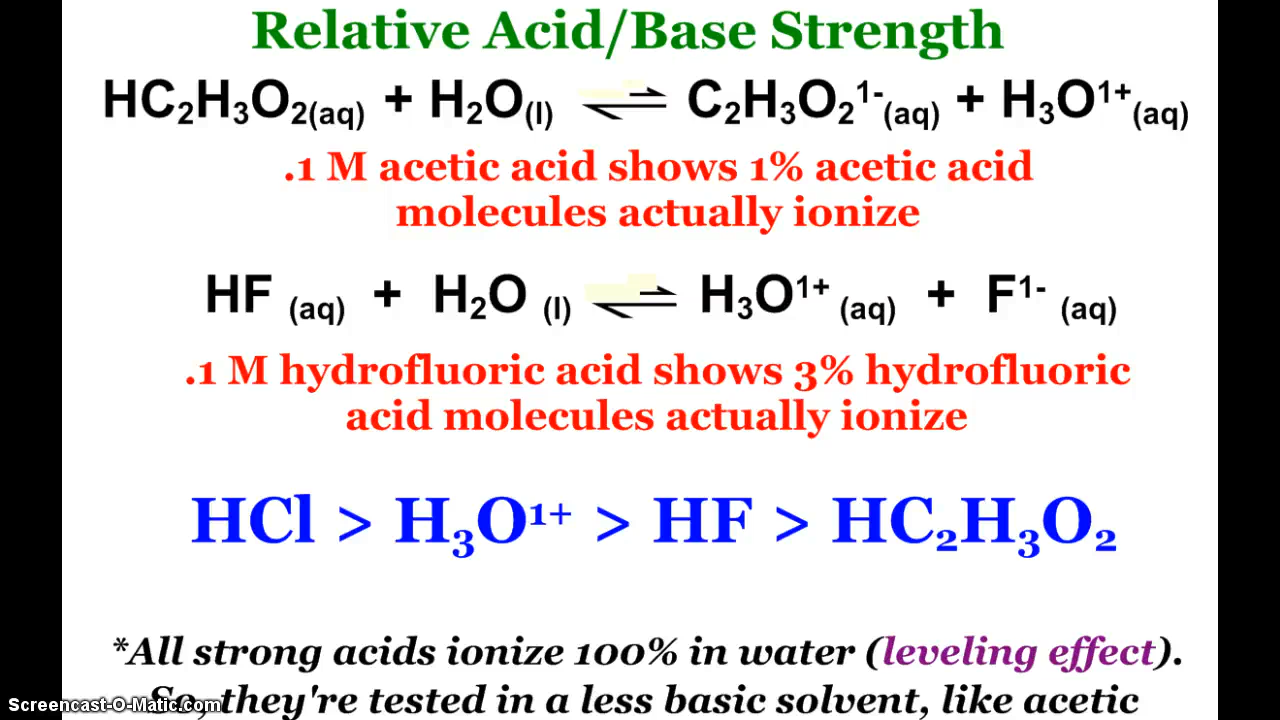 Relative Acid/Base Strength
HC₂H₃O₂(aq) + H₂O(l) ⇌ C₂H₃O₂¹⁻(aq) + H₃O¹⁺(aq)
.1 M acetic acid shows 1% acetic acid
molecules actually ionize
HF (aq) + H₂O (l) ⇌ H₃O¹⁺ (aq) + F¹⁻ (aq)
.1 M hydrofluoric acid shows 3% hydrofluoric
acid molecules actually ionize
HCl > H₃O¹⁺ > HF > HC₂H₃O₂
*All strong acids ionize 100% in water (leveling effect).
So, they're tested in a less basic solvent, like acetic
Screencast-O-Matic.com